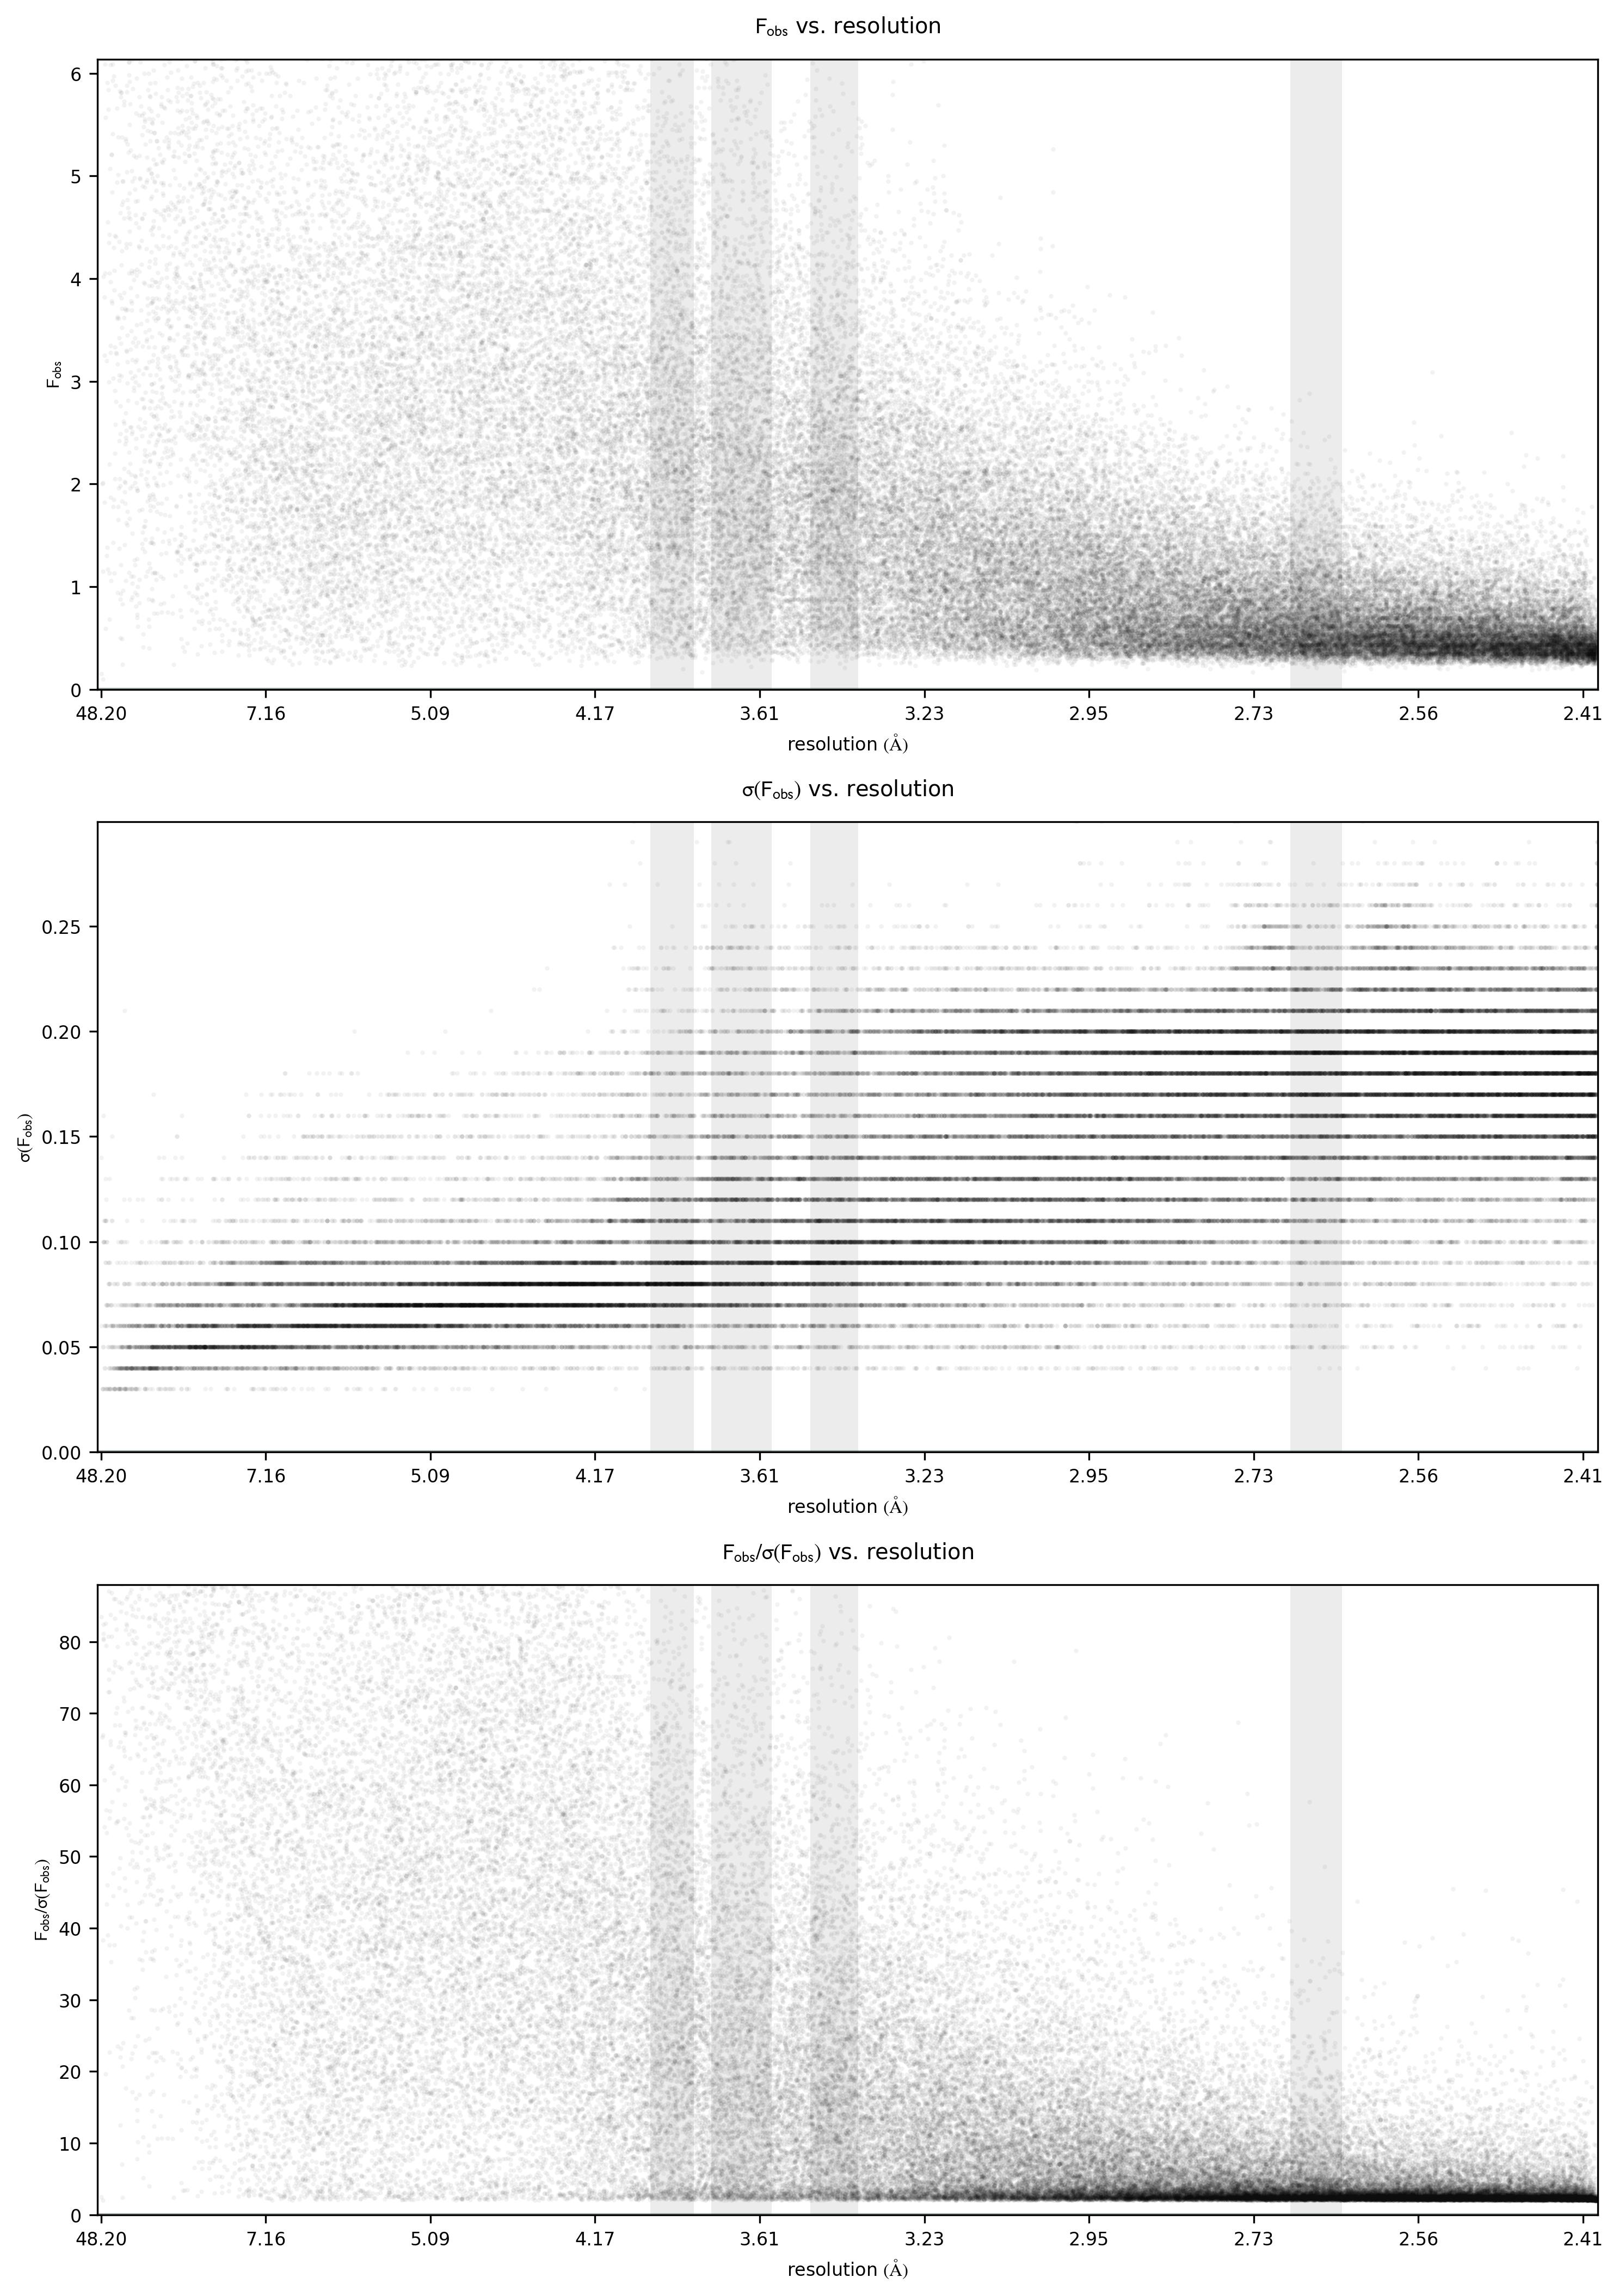 Fobs vs. resolution
6
5
4
3
2
1
0
Fobs
48.20 7.16 5.09 4.17 3.61 3.23 2.95 2.73 2.56 2.41
resolution (Å)
σ(Fobs) vs. resolution
0.25
0.20
0.15
0.10
0.05
0.00
σ(Fobs)
48.20 7.16 5.09 4.17 3.61 3.23 2.95 2.73 2.56 2.41
resolution (Å)
Fobs/σ(Fobs) vs. resolution
80
70
60
50
40
30
20
10
0
Fobs/σ(Fobs)
48.20 7.16 5.09 4.17 3.61 3.23 2.95 2.73 2.56 2.41
resolution (Å)